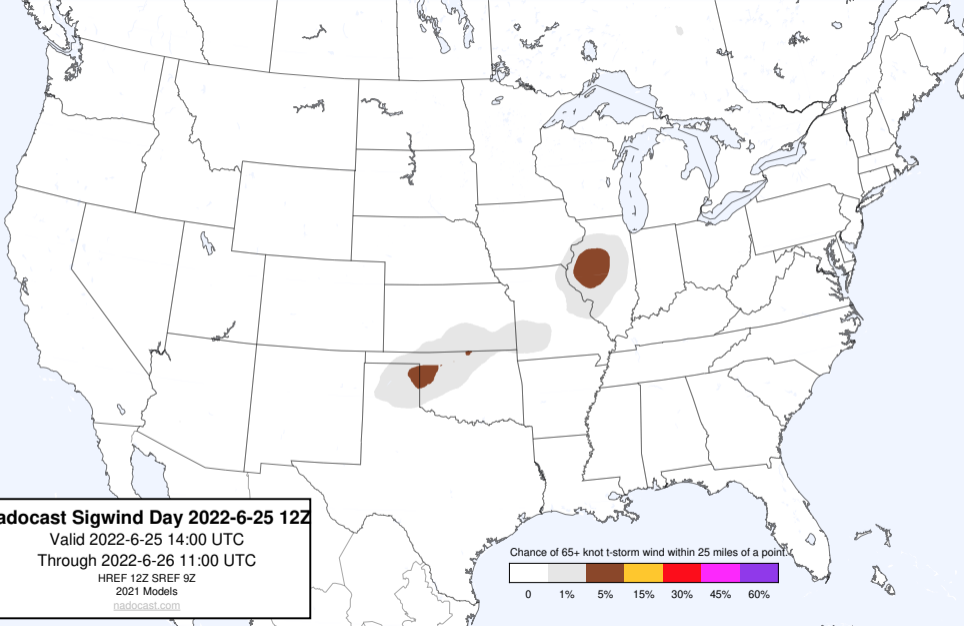 adocast Sigwind Day 2022-6-25 12Z
Valid 2022-6-25 14:00 UTC
Through 2022-6-26 11:00 UTC
HREF 12Z SREF 9Z
2021 Models
nadocast.com
Chance of 65+ knot t-storm wind within 25 miles of a point.
0 1% 5% 15% 30% 45% 60%